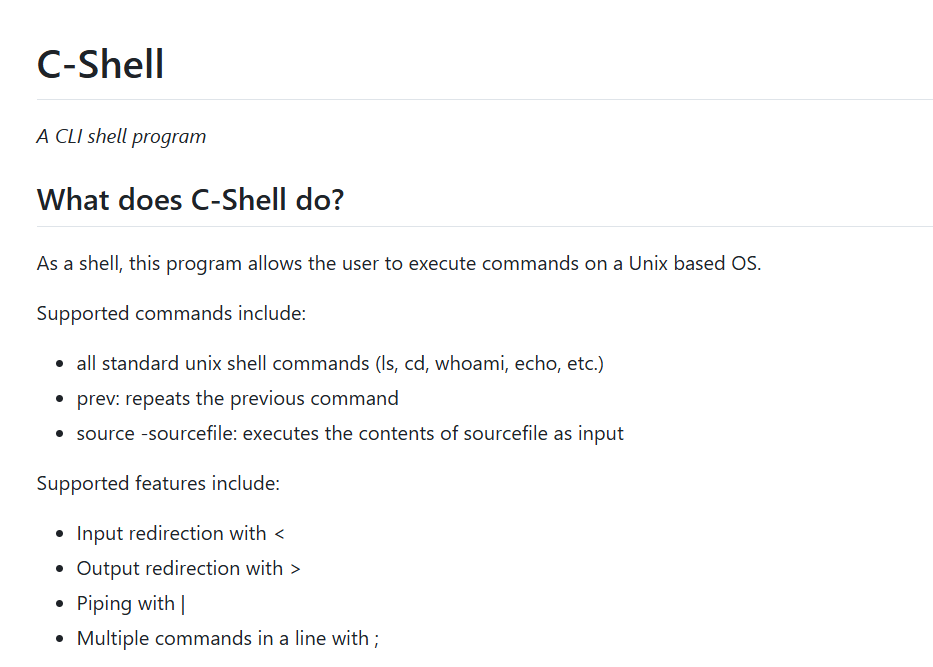 C-Shell
A CLI shell program
What does C-Shell do?
As a shell, this program allows the user to execute commands on a Unix based OS.
Supported commands include:
• all standard unix shell commands (ls, cd, whoami, echo, etc.)
• prev: repeats the previous command
• source -sourcefile: executes the contents of sourcefile as input
Supported features include:
• Input redirection with <
• Output redirection with >
• Piping with |
• Multiple commands in a line with ;